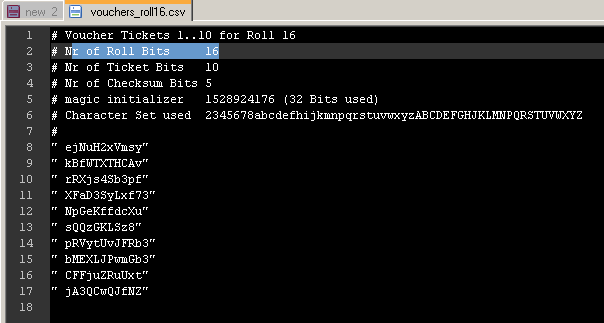 new 2 vouchers_roll16.csv
1 # Voucher Tickets 1..10 for Roll 16
2 # Nr of Roll Bits 16
3 # Nr of Ticket Bits 10
4 # Nr of Checksum Bits 5
5 # magic initializer 1528924176 (32 Bits used)
6 # Character Set used 2345678abcdefhijkmnpqrstuvwxyzABCDEFGHJKLMNPQRSTUVWXYZ
7 #
8 " ejNuH2xVmsy"
9 " kBfWTXTHCAv"
10 " rRXjs4Sb3pf"
11 " XFaD3SyLxf73"
12 " NpGeKffdcXu"
13 " sQQzGKLSz8"
14 " pRVytUvJFRb3"
15 " bMEXLJPwmGb3"
16 " CFFjuZRuUxt"
17 " jA3QCwQJfNZ"
18